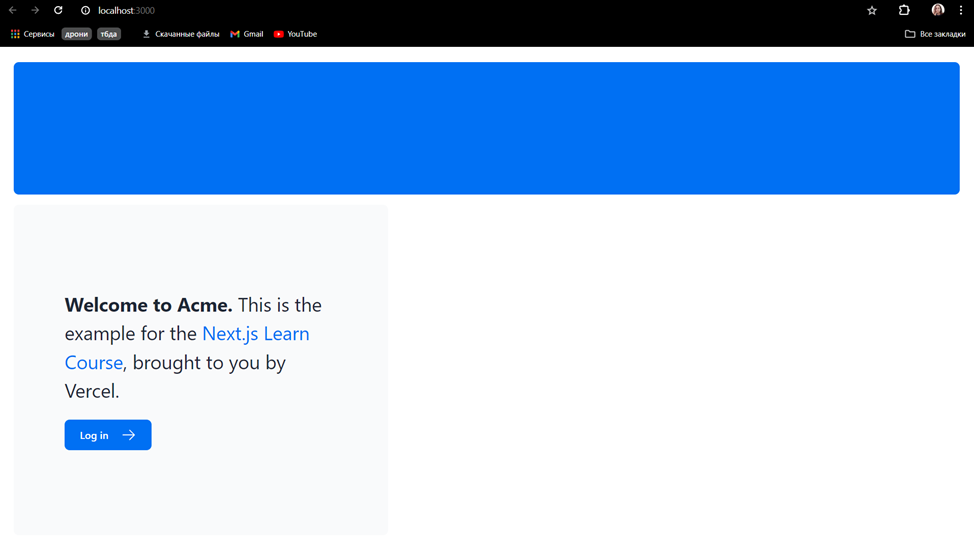 localhost:3000
Сервисы дрони тбда Скачанные файлы Gmail YouTube Все закладки
Welcome to Acme. This is the
example for the Next.js Learn
Course, brought to you by
Vercel.
Log in